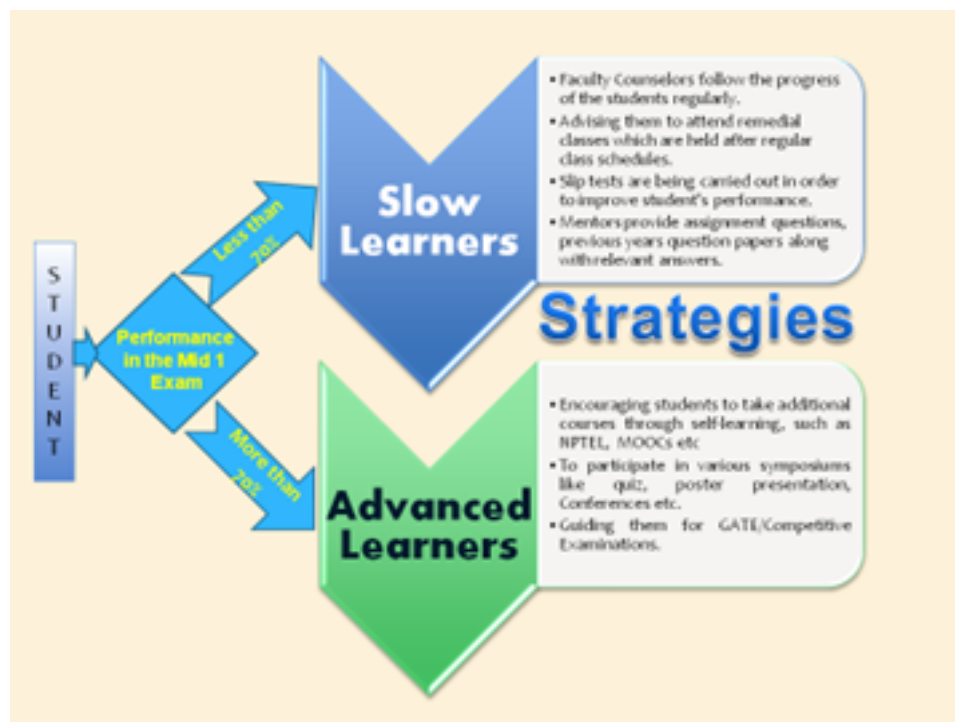 STUDENT
Performance
in the Mid 1
Exam
Less than
70%
More than
70%
Slow
Learners
• Faculty Counselors follow the progress
of the students regularly.
• Advising them to attend remedial
classes which are held after regular
class schedules.
• Slip tests are being carried out in order
to improve student's performance.
• Mentors provide assignment questions,
previous years question papers along
with relevant answers.
Strategies
Advanced
Learners
• Encouraging students to take additional
courses through self-learning, such as
NPTEL, MOOCs etc
• To participate in various symposiums
like quiz, poster presentation,
Conferences etc.
• Guiding them for GATE/Competitive
Examinations.